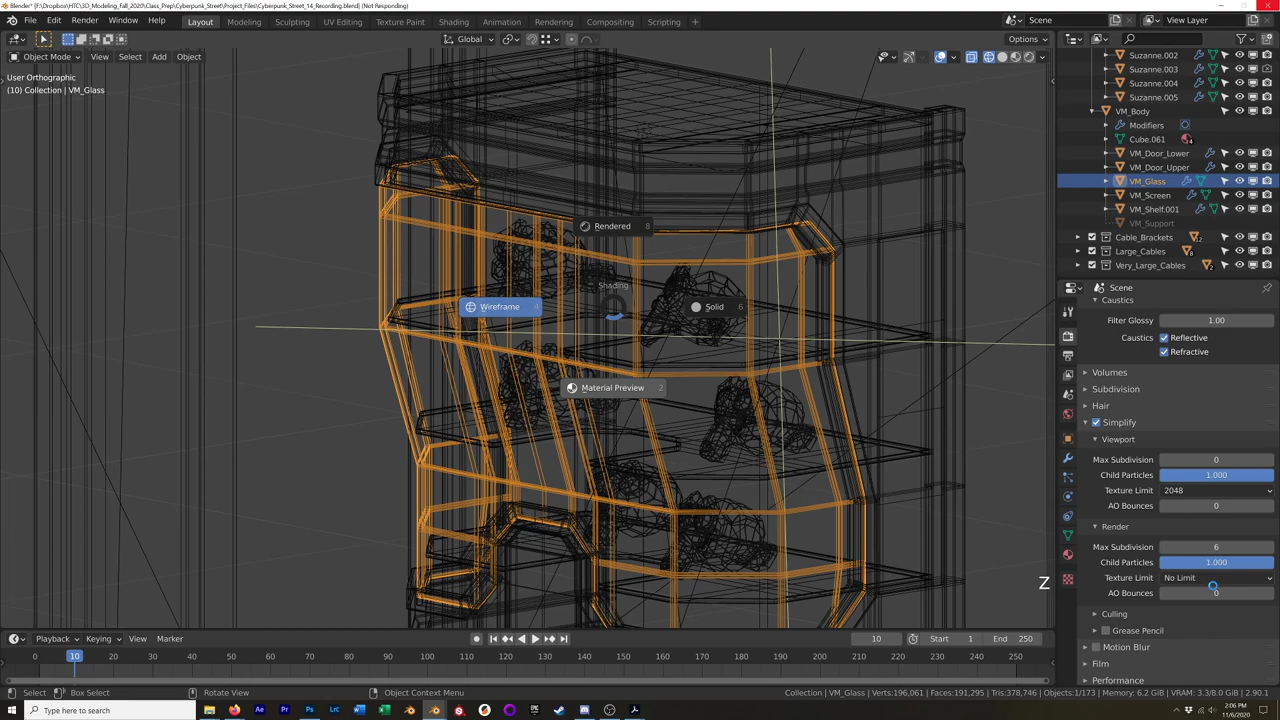 Blender* [F:\Dropbox\HTC\3D_Modeling_Fall_2020\Class_Prep\Cyberpunk_Street\Project_Files\Cyberpunk_Street_14_Recording.blend] (Not Responding)
File Edit Render Window Help Layout Modeling Sculpting UV Editing Texture Paint Shading Animation Rendering Compositing Scripting + Scene View Layer
Global Options
Object Mode View Select Add Object
User Orthographic
(10) Collection | VM_Glass
Suzanne.002
Suzanne.003
Suzanne.004
Suzanne.005
VM_Body
Modifiers
Cube.061 4
VM_Door_Lower
VM_Door_Upper
VM_Glass
VM_Screen
VM_Shelf.001
VM_Support
Cable_Brackets 12
Large_Cables 8
Very_Large_Cables 2
Rendered 8
Shading
Wireframe 4
Solid 6
Material Preview 2
Z
Scene
Caustics
Filter Glossy 1.00
Caustics Reflective
Refractive
Volumes
Subdivision
Hair
Simplify
Viewport
Max Subdivision 0
Child Particles 1.000
Texture Limit 2048
AO Bounces 0
Render
Max Subdivision 6
Child Particles 1.000
Texture Limit No Limit
AO Bounces 0
Culling
Grease Pencil
Motion Blur
Film
Performance
Playback Keying View Marker 10 Start 1 End 250
0 10 20 30 40 50 60 70 80 90 100 110 120 130 140 150 160 170 180 190 200 210 220 230 240 250
Select Box Select Rotate View Object Context Menu Collection | VM_Glass | Verts:196,061 | Faces:191,295 | Tris:378,746 | Objects:1/173 | Memory: 6.2 GiB | VRAM: 3.3/8.0 GiB | 2.90.1
Type here to search
2:06 PM
11/6/2020